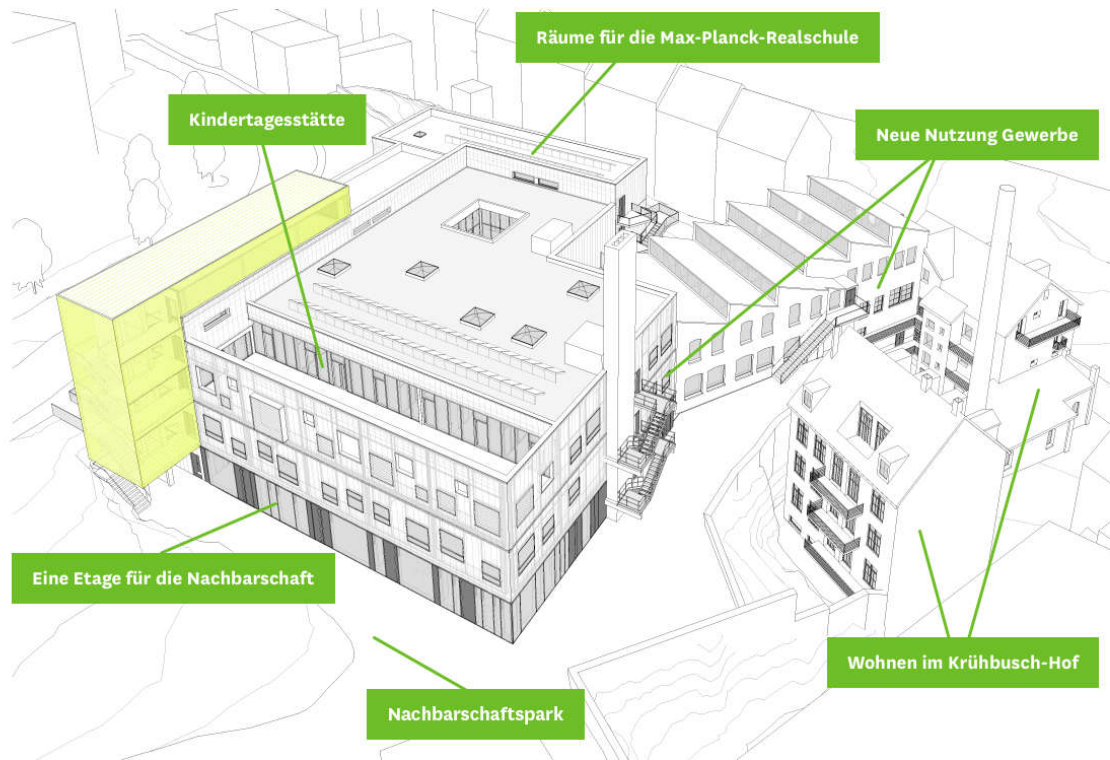 Räume für die Max-Planck-Realschule
Kindertagesstätte
Neue Nutzung Gewerbe
Eine Etage für die Nachbarschaft
Wohnen im Krühbusch-Hof
Nachbarschaftspark